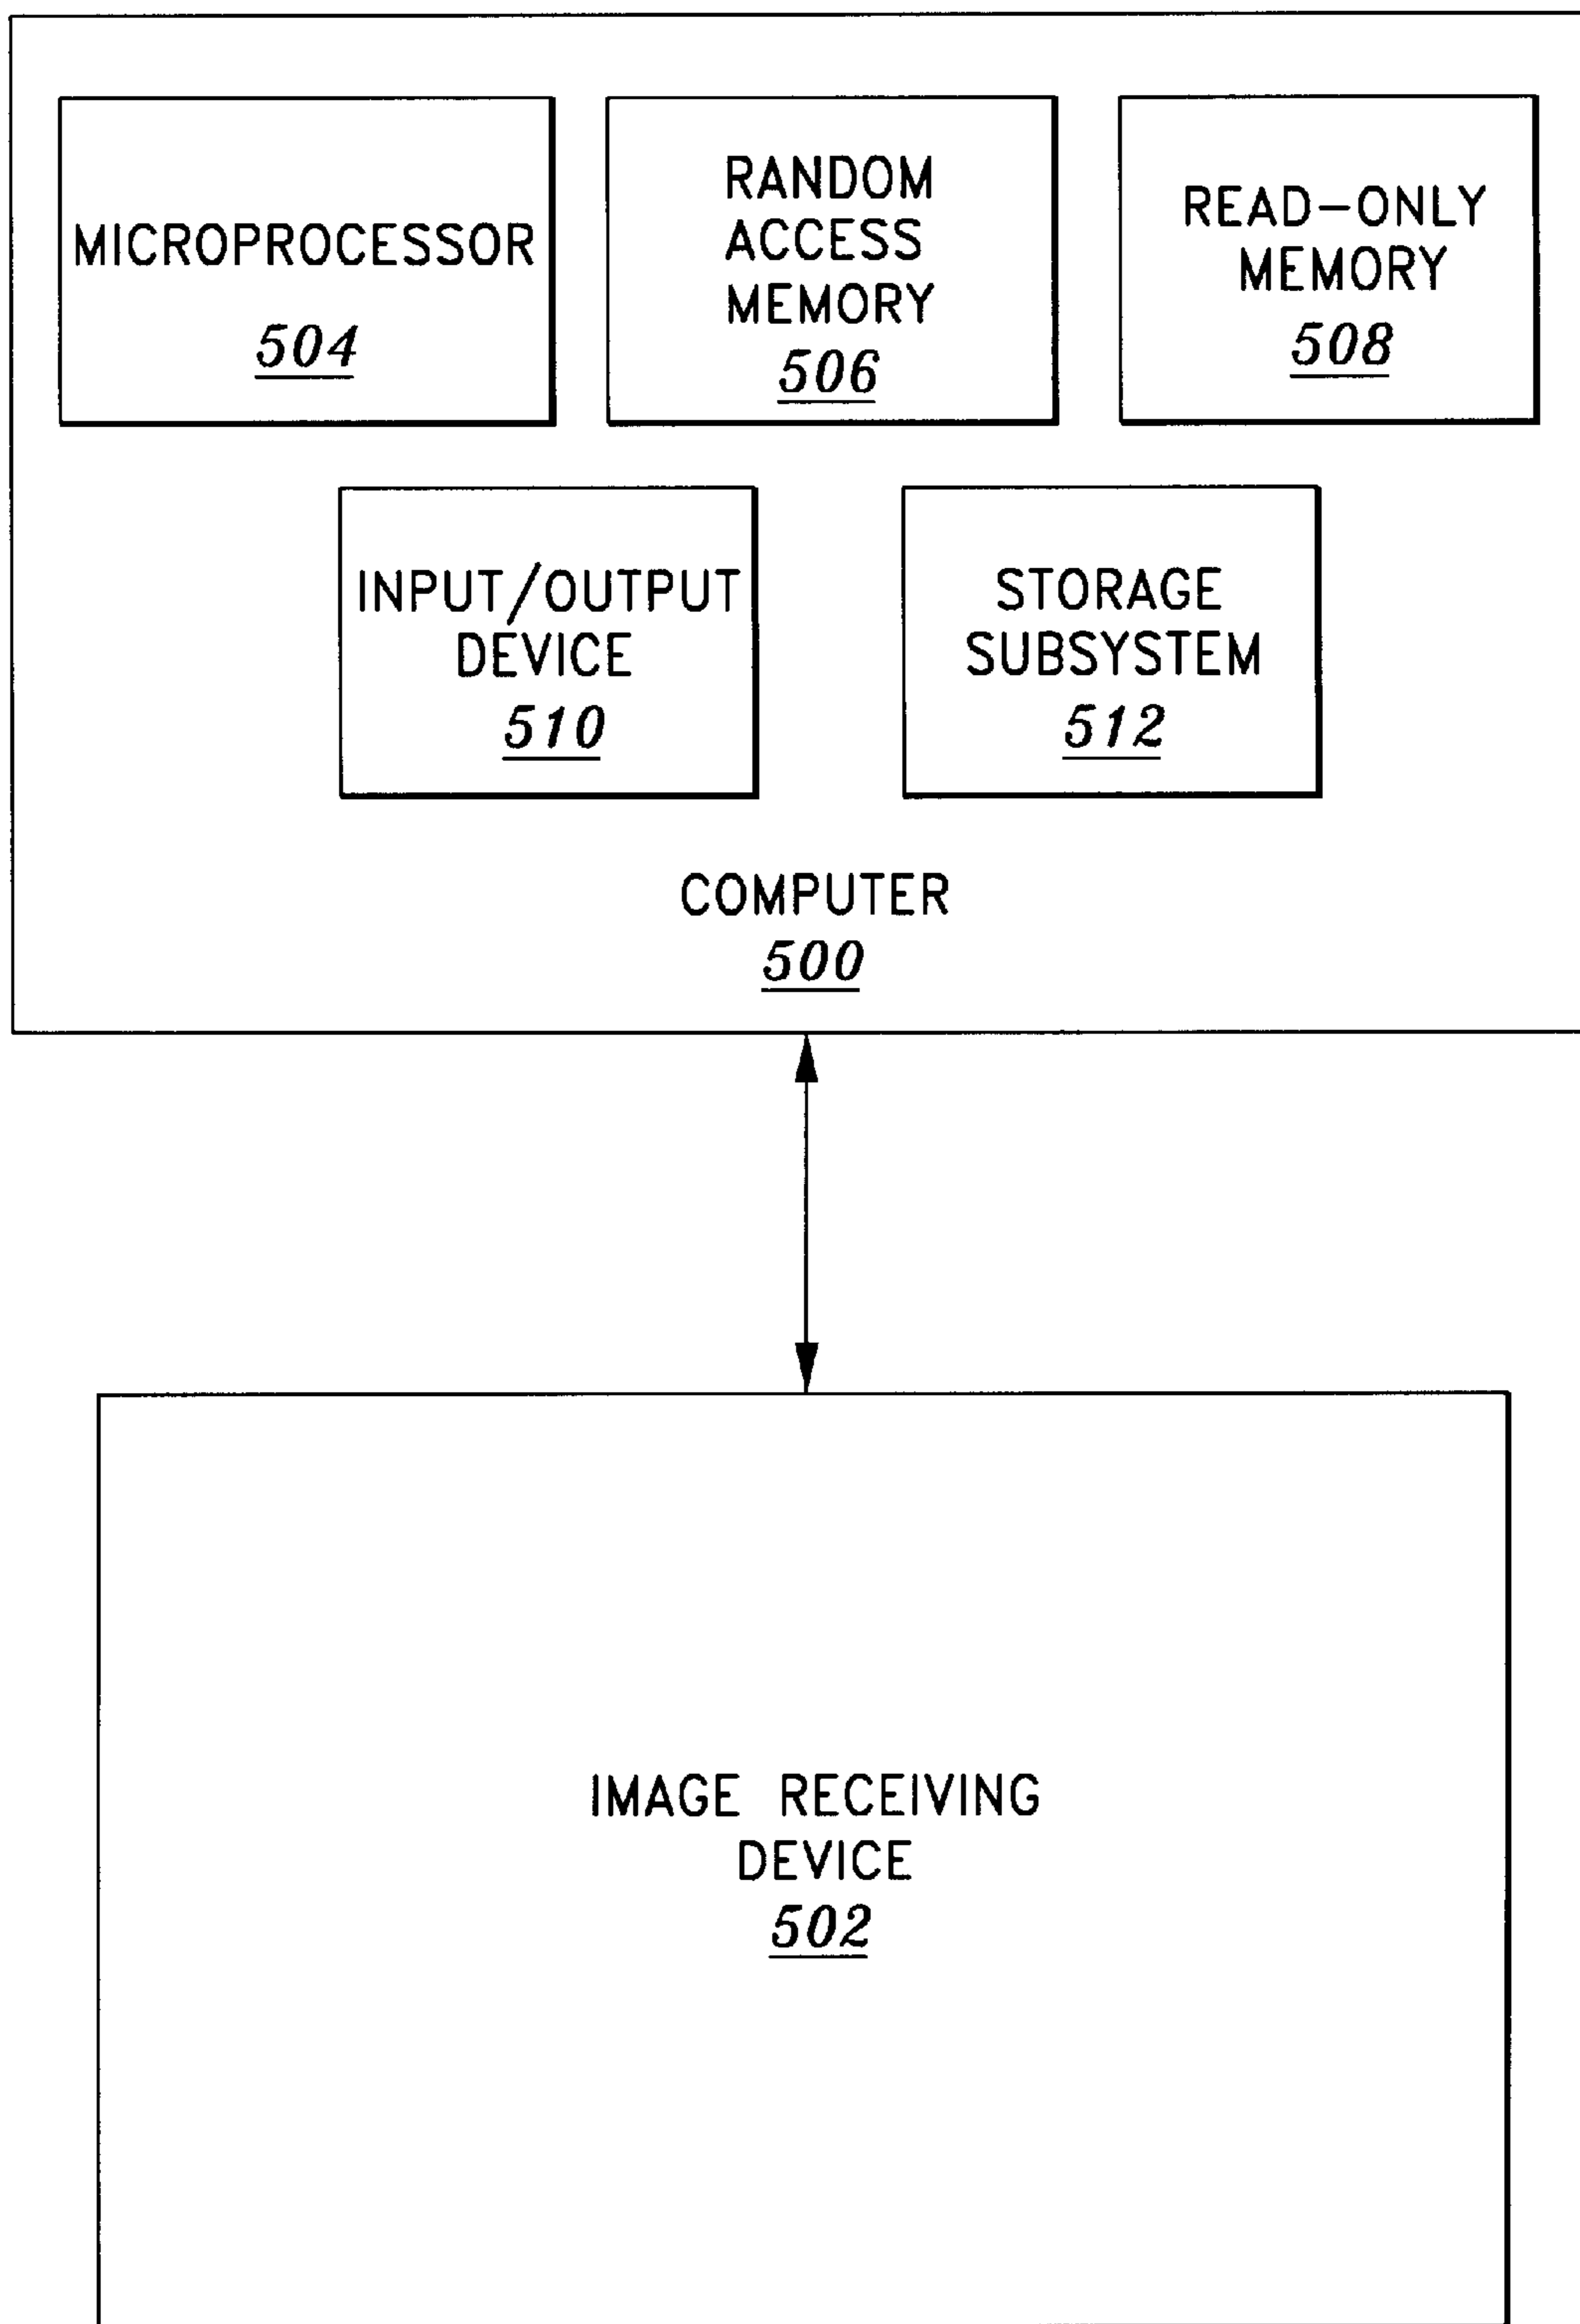 MICROPROCESSOR
504
RANDOM
ACCESS
MEMORY
506
READ-ONLY
MEMORY
508
INPUT/OUTPUT
DEVICE
510
STORAGE
SUBSYSTEM
512
COMPUTER
500
IMAGE RECEIVING
DEVICE
502